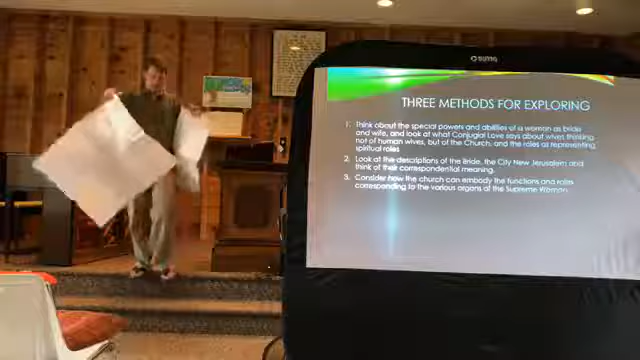 SUMA
THREE METHODS FOR EXPLORING
1. Think about the special powers and abilities of a woman as bride
and wife, and look at what Conjugial Love says about wives thinking
not of human wives, but of the Church, and the roles as representing
spiritual roles
2. Look at the descriptions of the Bride, the City New Jerusalem and
think of their correspondential meaning.
3. Consider how the church can embody the functions and roles
corresponding to the various organs of the Supreme Woman.